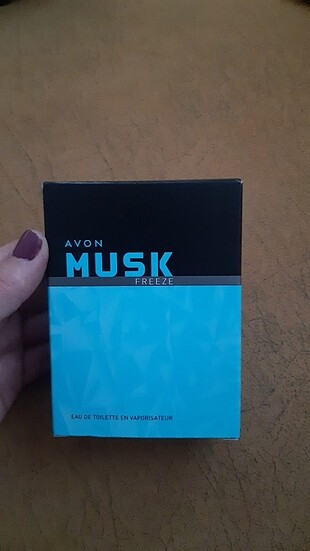 AVON
MUSK
FREEZE
EAU DE TOILETTE EN VAPORISATEUR